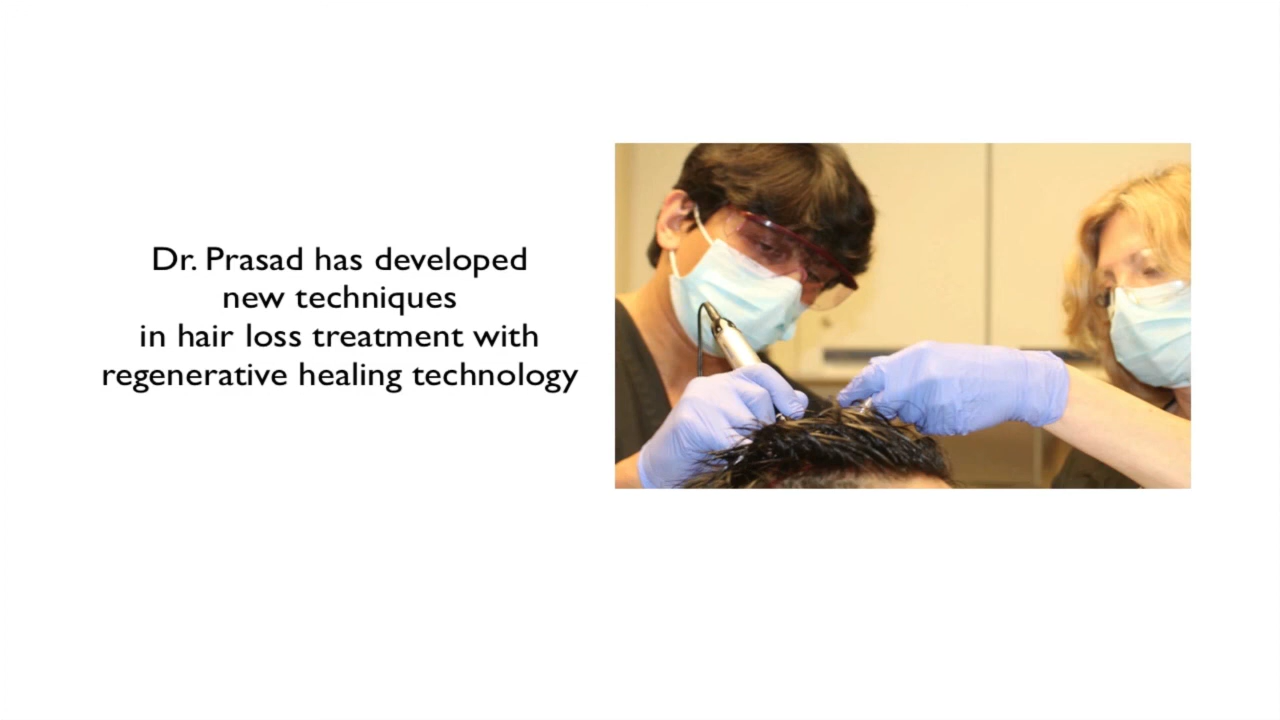 Dr. Prasad has developed
new techniques
in hair loss treatment with
regenerative healing technology